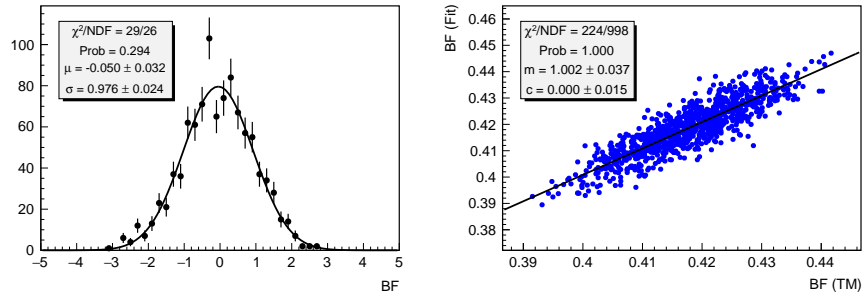 χ²/NDF = 29/26
Prob = 0.294
μ = -0.050 ± 0.032
σ = 0.976 ± 0.024
100
80
60
40
20
0
−5 −4 −3 −2 −1 0 1 2 3 4 5
BF
BF (Fit)
χ²/NDF = 224/998
Prob = 1.000
m = 1.002 ± 0.037
c = 0.000 ± 0.015
0.46
0.45
0.44
0.43
0.42
0.41
0.4
0.39
0.38
0.39 0.4 0.41 0.42 0.43 0.44
BF (TM)